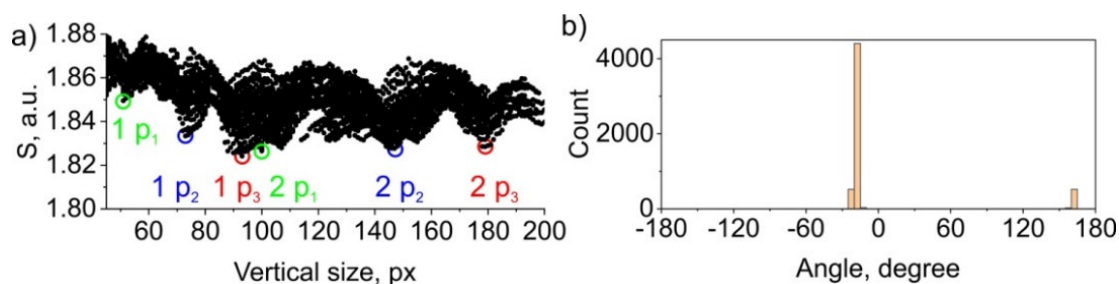 a)
S, a.u.
1.88
1.86
1.84
1.82
1.80
1 p₁
1 p₂
1 p₃
2 p₁
2 p₂
2 p₃
60 80 100 120 140 160 180 200
Vertical size, px
b)
Count
4000
2000
0
-180 -120 -60 0 60 120 180
Angle, degree